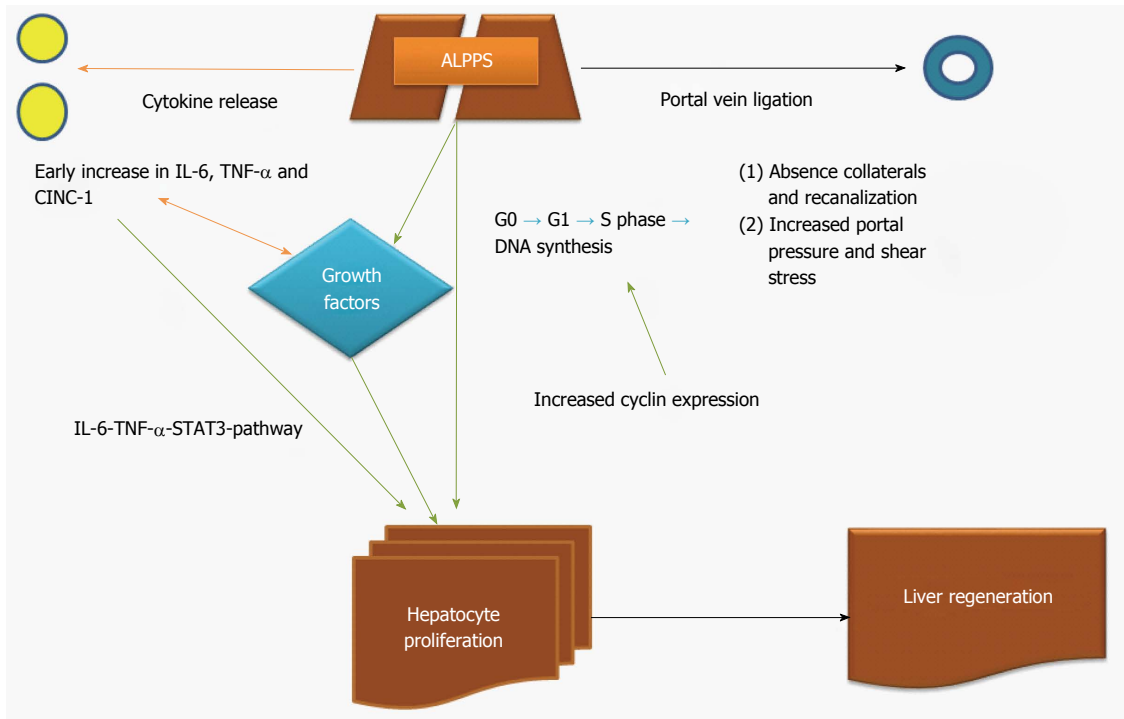 ALPPS
Cytokine release
Portal vein ligation
Early increase in IL-6, TNF-α and
CINC-1
(1) Absence collaterals
and recanalization
(2) Increased portal
pressure and shear
stress
G0 → G1 → S phase →
DNA synthesis
Growth
factors
Increased cyclin expression
IL-6-TNF-α-STAT3-pathway
Hepatocyte
proliferation
Liver regeneration